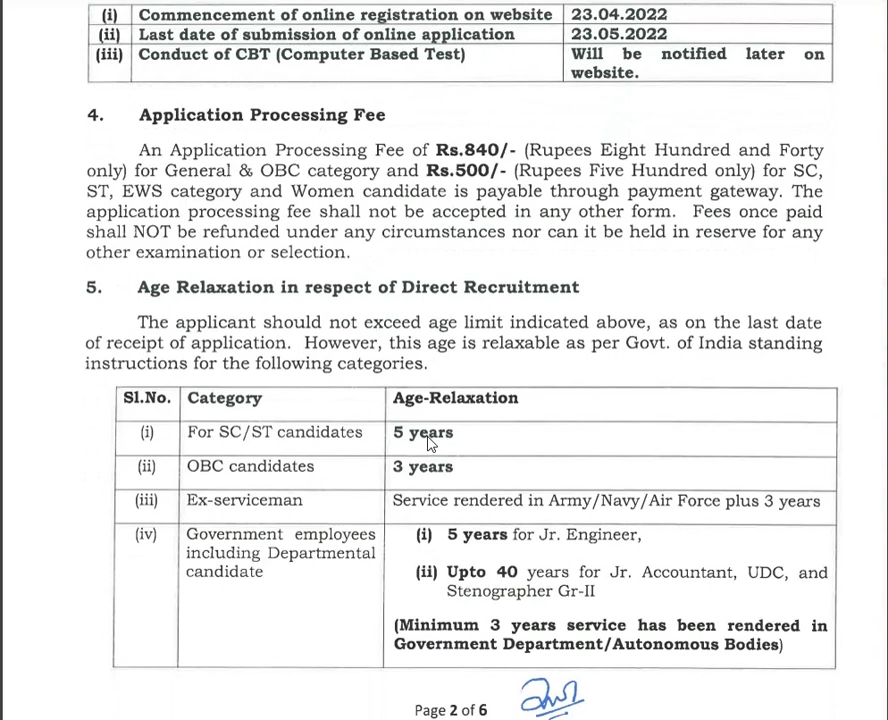 (i) Commencement of online registration on website 23.04.2022
(ii) Last date of submission of online application 23.05.2022
(iii) Conduct of CBT (Computer Based Test) Will be notified later on
website.
4. Application Processing Fee
An Application Processing Fee of Rs.840/- (Rupees Eight Hundred and Forty
only) for General & OBC category and Rs.500/- (Rupees Five Hundred only) for SC,
ST, EWS category and Women candidate is payable through payment gateway. The
application processing fee shall not be accepted in any other form. Fees once paid
shall NOT be refunded under any circumstances nor can it be held in reserve for any
other examination or selection.
5. Age Relaxation in respect of Direct Recruitment
The applicant should not exceed age limit indicated above, as on the last date
of receipt of application. However, this age is relaxable as per Govt. of India standing
instructions for the following categories.
Sl.No. Category Age-Relaxation
(i) For SC/ST candidates 5 years
(ii) OBC candidates 3 years
(iii) Ex-serviceman Service rendered in Army/Navy/Air Force plus 3 years
(iv) Government employees (i) 5 years for Jr. Engineer,
including Departmental
candidate (ii) Upto 40 years for Jr. Accountant, UDC, and
Stenographer Gr-II
(Minimum 3 years service has been rendered in
Government Department/Autonomous Bodies)
Page 2 of 6